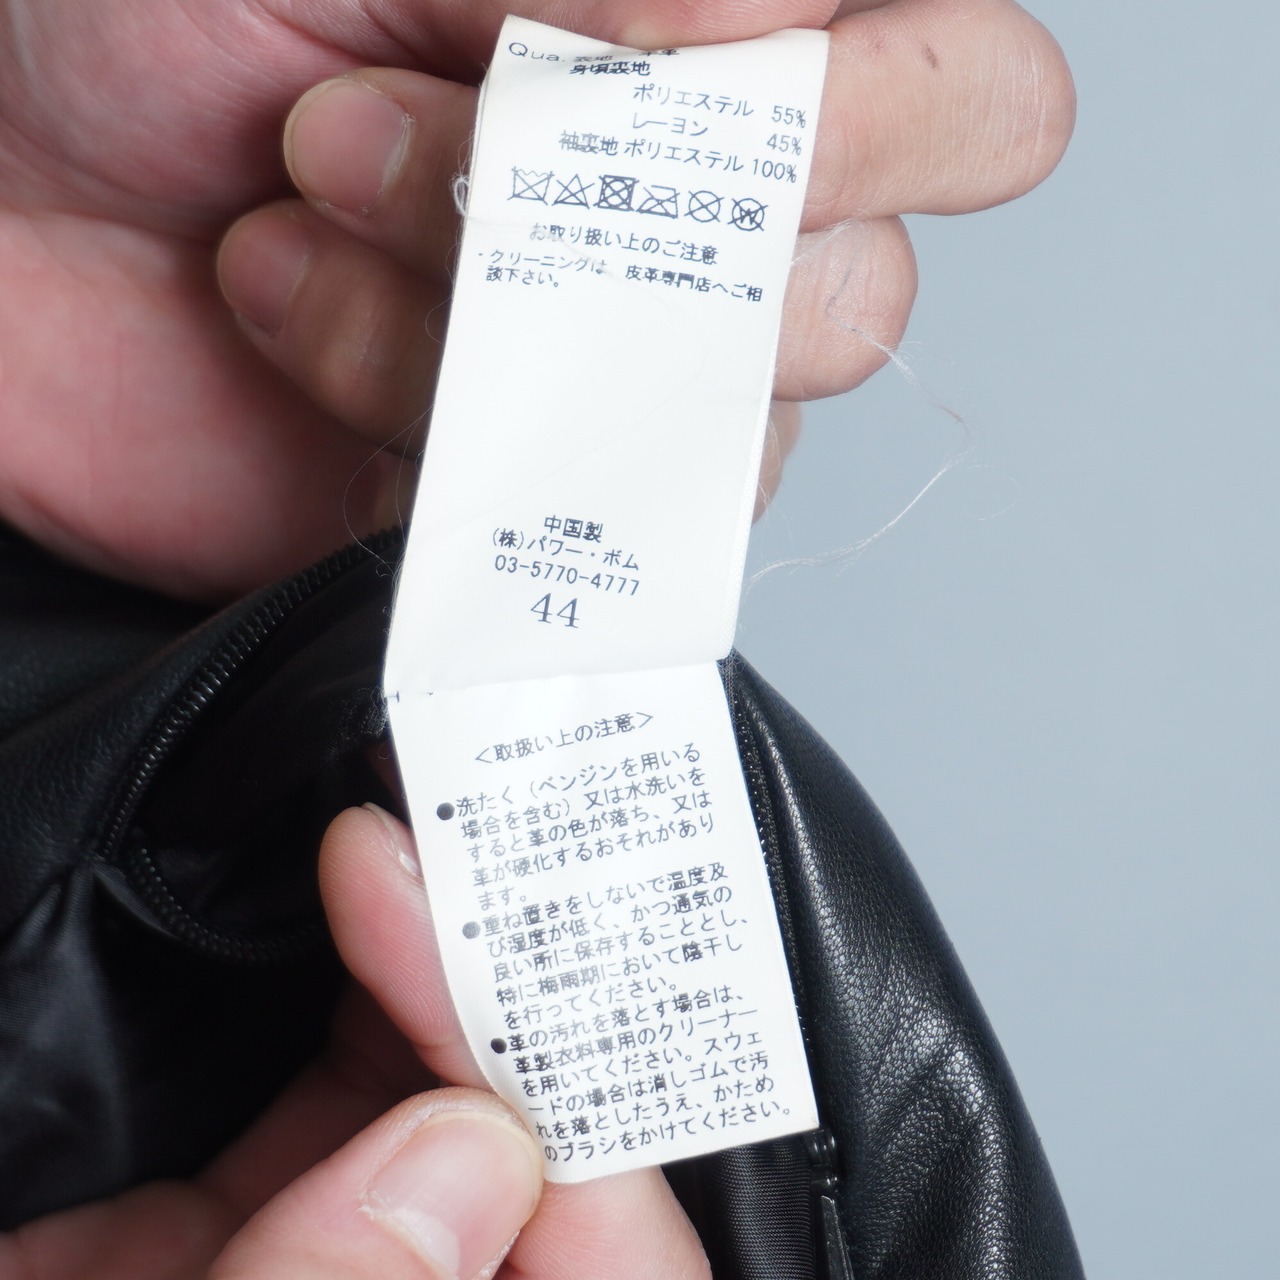 Qua. 表地 牛革
身頃裏地
ポリエステル 55%
レーヨン 45%
袖裏地 ポリエステル 100%
お取り扱い上のご注意
・クリーニングは 皮革専門店へご相
談下さい。
中国製
(株)パワー・ボム
03-5770-4777
44
＜取扱い上の注意＞
●洗たく（ベンジンを用いる
場合を含む）又は水洗いを
すると革の色が落ち、又は
革が硬化するおそれがあり
ます。
●重ね置きをしないで温度及
び湿度が低く、かつ通気の
良い所に保存することとし、
特に梅雨期において陰干し
を行ってください。
●革の汚れを落とす場合は、
革製衣料専用のクリーナー
を用いてください。スウェ
ードの場合は消しゴムで汚
れを落としたうえ、かため
のブラシをかけてください。